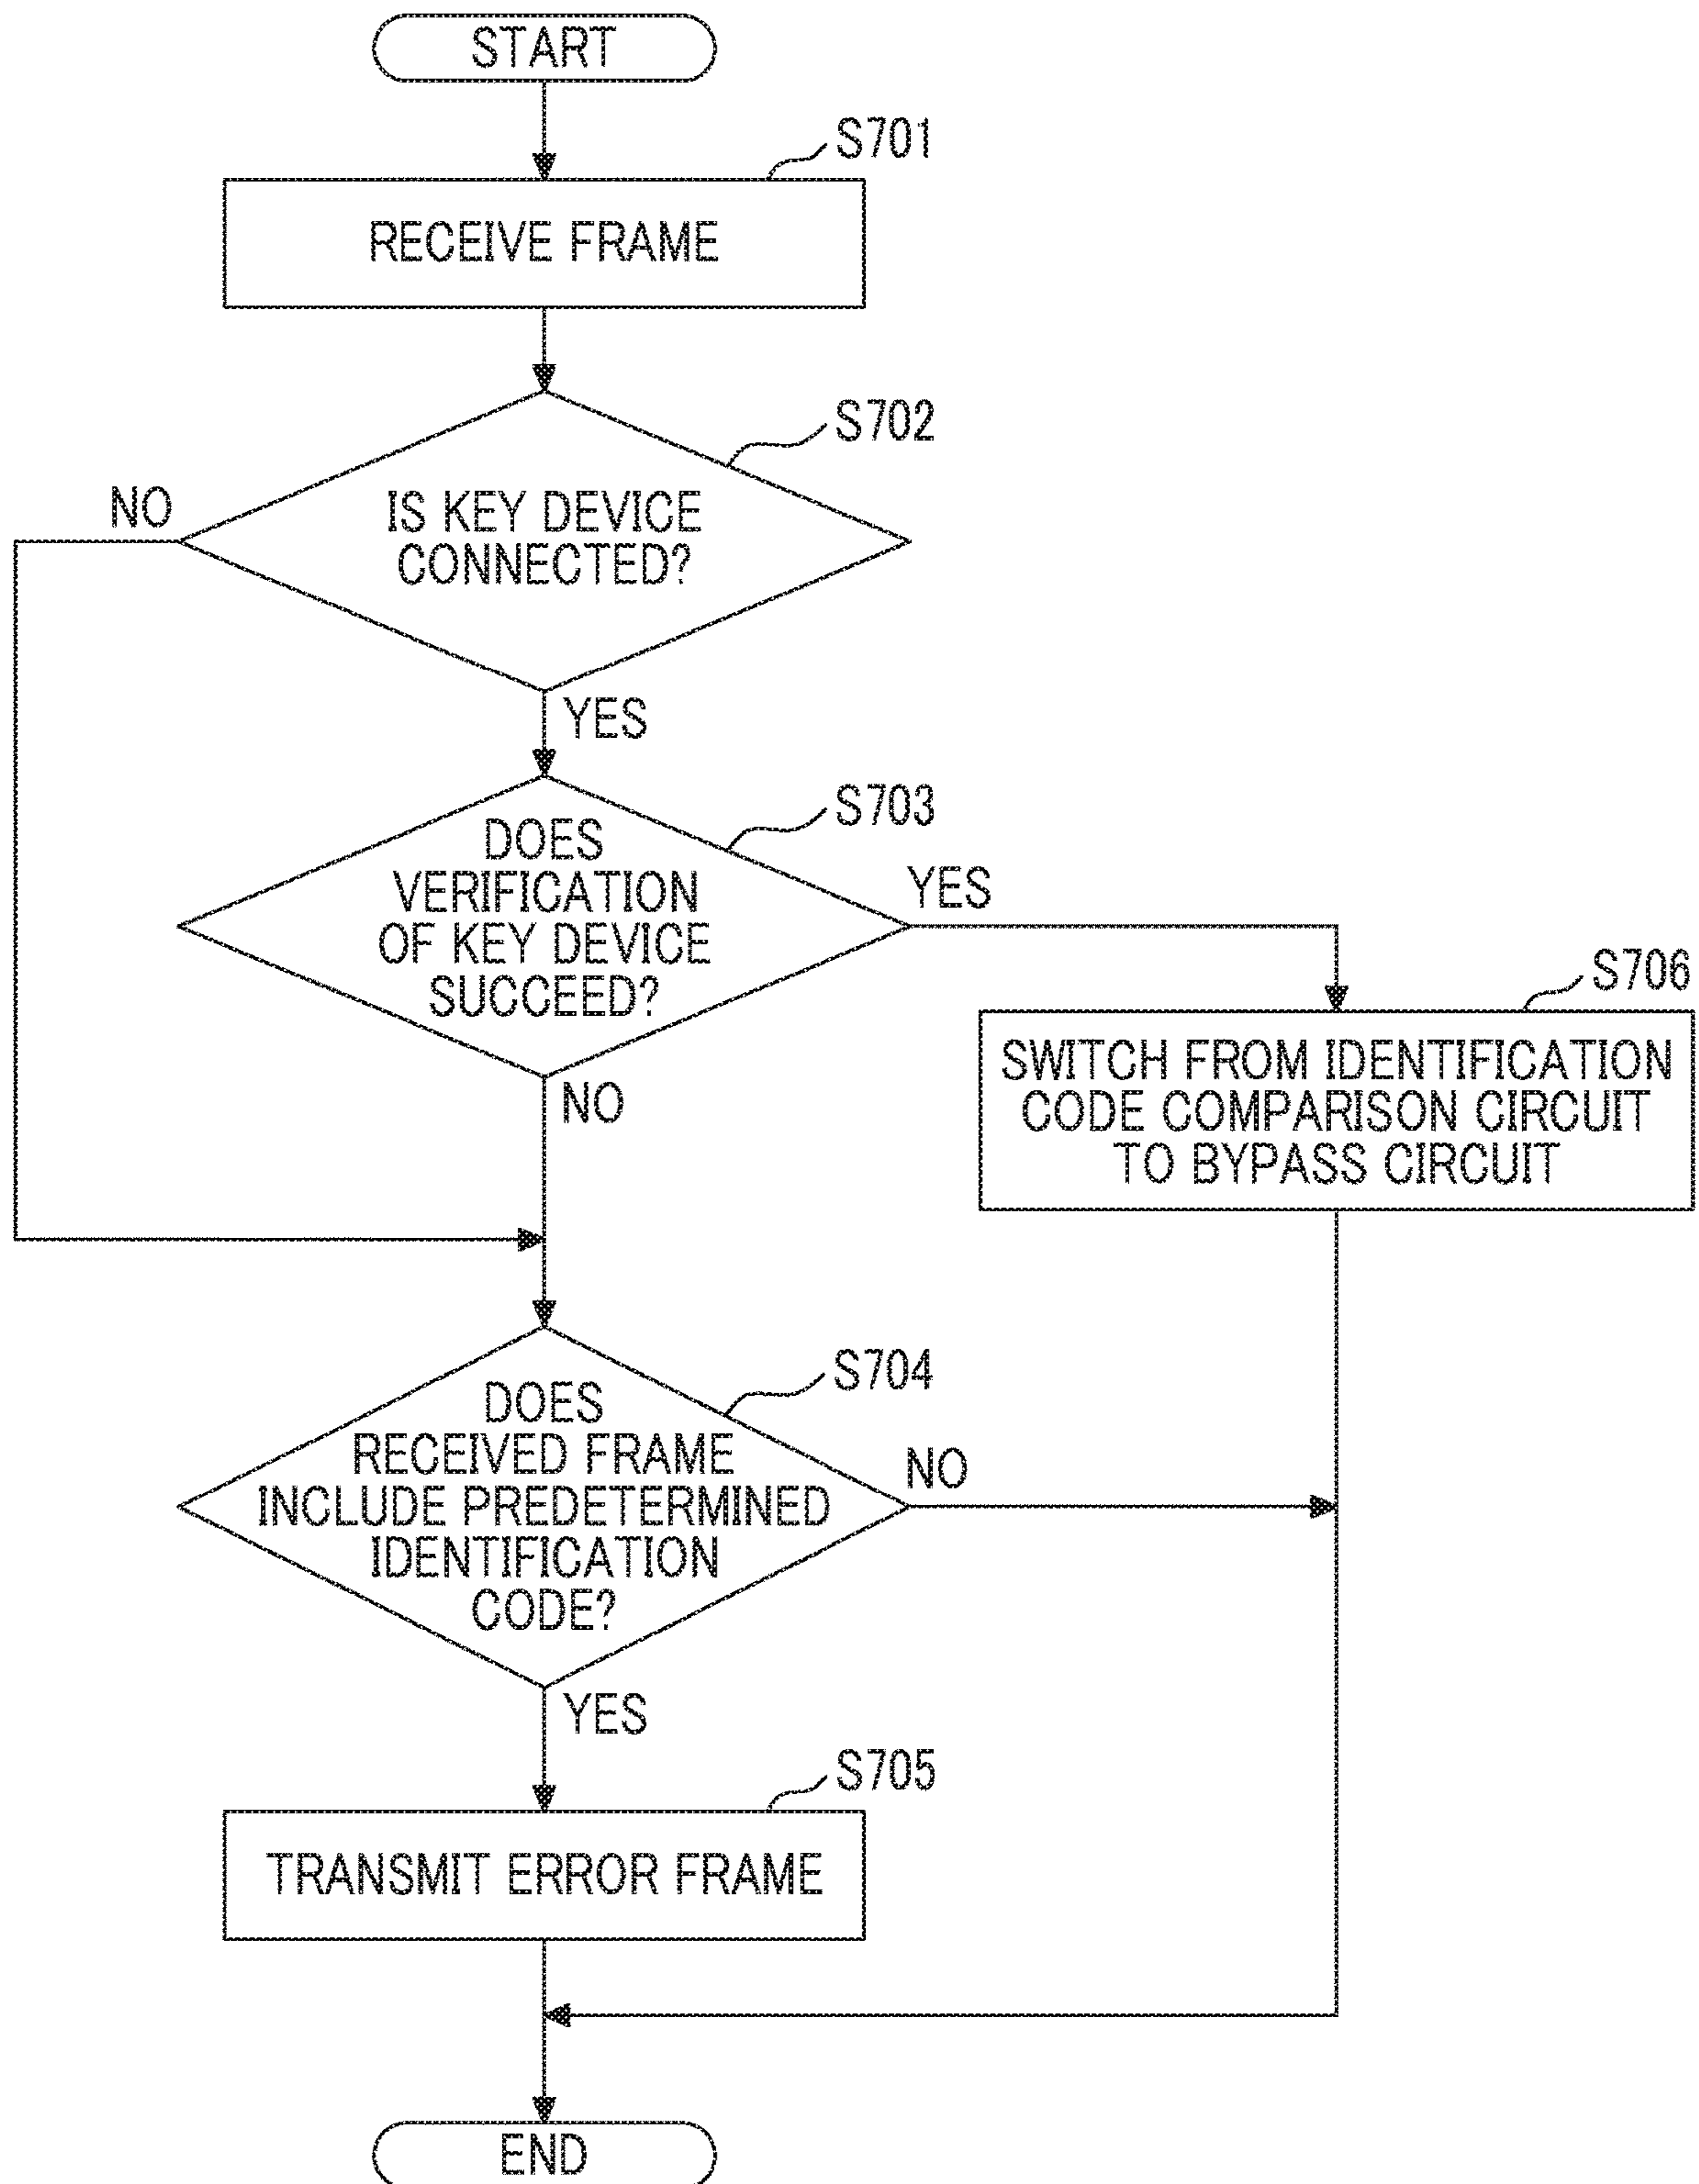 START
S701
RECEIVE FRAME
S702
NO
IS KEY DEVICE
CONNECTED?
YES
S703
DOES
VERIFICATION
OF KEY DEVICE
SUCCEED?
YES
NO
S706
SWITCH FROM IDENTIFICATION
CODE COMPARISON CIRCUIT
TO BYPASS CIRCUIT
S704
DOES
RECEIVED FRAME
INCLUDE PREDETERMINED
IDENTIFICATION
CODE?
NO
YES
S705
TRANSMIT ERROR FRAME
END